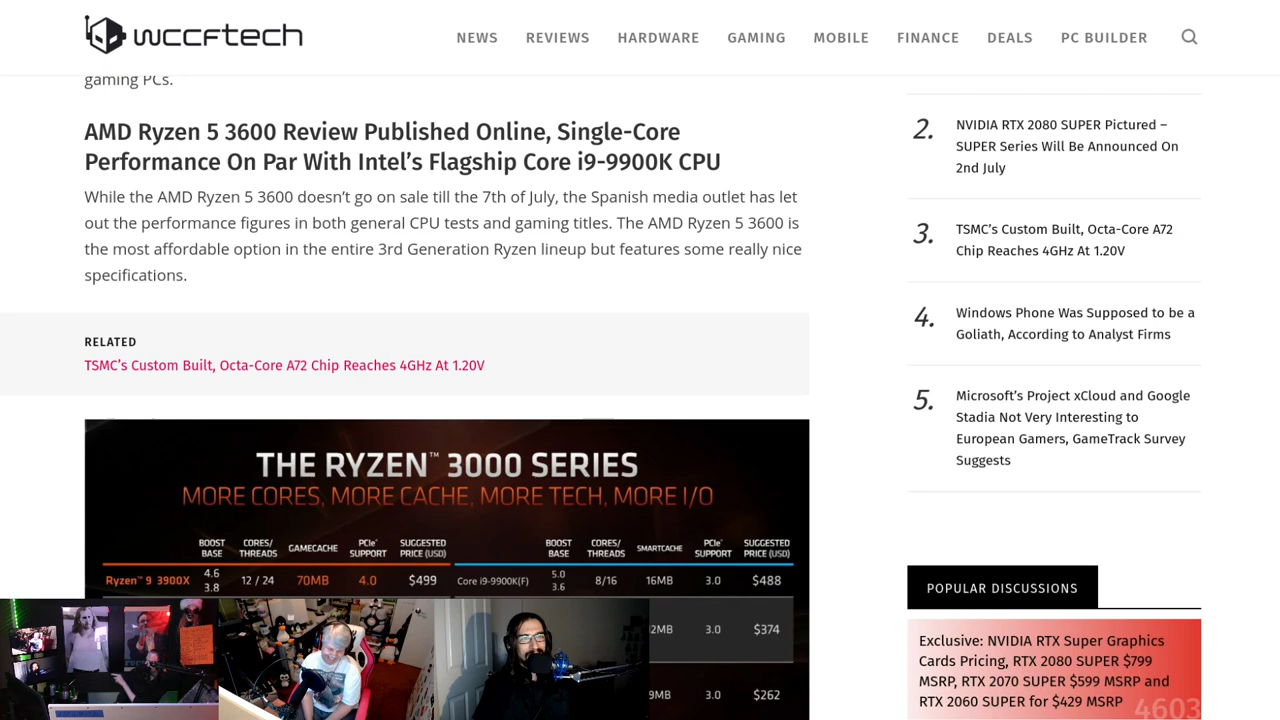 wccftech
NEWS REVIEWS HARDWARE GAMING MOBILE FINANCE DEALS PC BUILDER
gaming PCs.
AMD Ryzen 5 3600 Review Published Online, Single-Core
Performance On Par With Intel’s Flagship Core i9-9900K CPU
While the AMD Ryzen 5 3600 doesn’t go on sale till the 7th of July, the Spanish media outlet has let
out the performance figures in both general CPU tests and gaming titles. The AMD Ryzen 5 3600 is
the most affordable option in the entire 3rd Generation Ryzen lineup but features some really nice
specifications.
RELATED
TSMC’s Custom Built, Octa-Core A72 Chip Reaches 4GHz At 1.20V
THE RYZEN™ 3000 SERIES
MORE CORES, MORE CACHE, MORE TECH, MORE I/O
BOOST CORES/ GAMECACHE PCIe® SUGGESTED BOOST CORES/ SMARTCACHE PCIe® SUGGESTED
BASE THREADS SUPPORT PRICE (USD) BASE THREADS SUPPORT PRICE (USD)
Ryzen™ 9 3900X 4.6 12 / 24 70MB 4.0 $499 Core i9-9900K(F) 5.0 8/16 16MB 3.0 $488
3.8 3.6
2MB 3.0 $374
9MB 3.0 $262
2. NVIDIA RTX 2080 SUPER Pictured –
SUPER Series Will Be Announced On
2nd July
3. TSMC’s Custom Built, Octa-Core A72
Chip Reaches 4GHz At 1.20V
4. Windows Phone Was Supposed to be a
Goliath, According to Analyst Firms
5. Microsoft’s Project xCloud and Google
Stadia Not Very Interesting to
European Gamers, GameTrack Survey
Suggests
POPULAR DISCUSSIONS
Exclusive: NVIDIA RTX Super Graphics
Cards Pricing, RTX 2080 SUPER $799
MSRP, RTX 2070 SUPER $599 MSRP and
RTX 2060 SUPER for $429 MSRP
4603